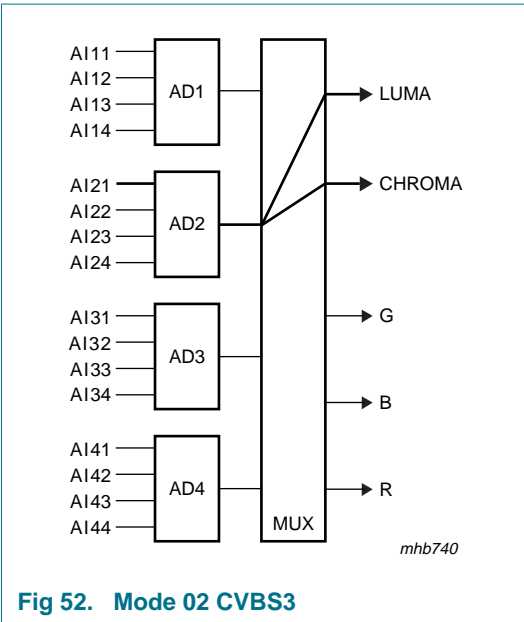 AI11
AI12
AI13
AI14
AD1
LUMA
CHROMA
AI21
AI22
AI23
AI24
AD2
AI31
AI32
AI33
AI34
AD3
G
B
AI41
AI42
AI43
AI44
AD4
R
MUX
mhb740
Fig 52. Mode 02 CVBS3